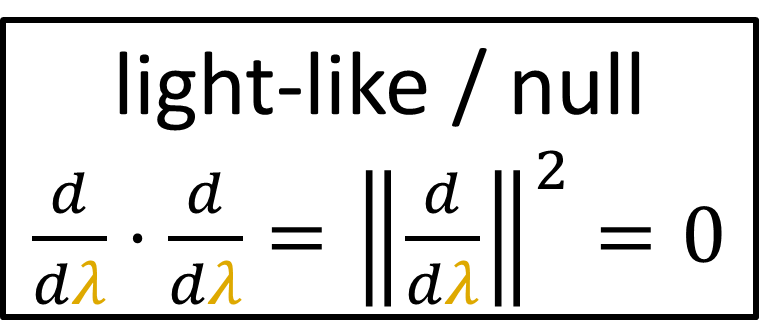 light-like / null
d/dλ · d/dλ = ‖d/dλ‖² = 0